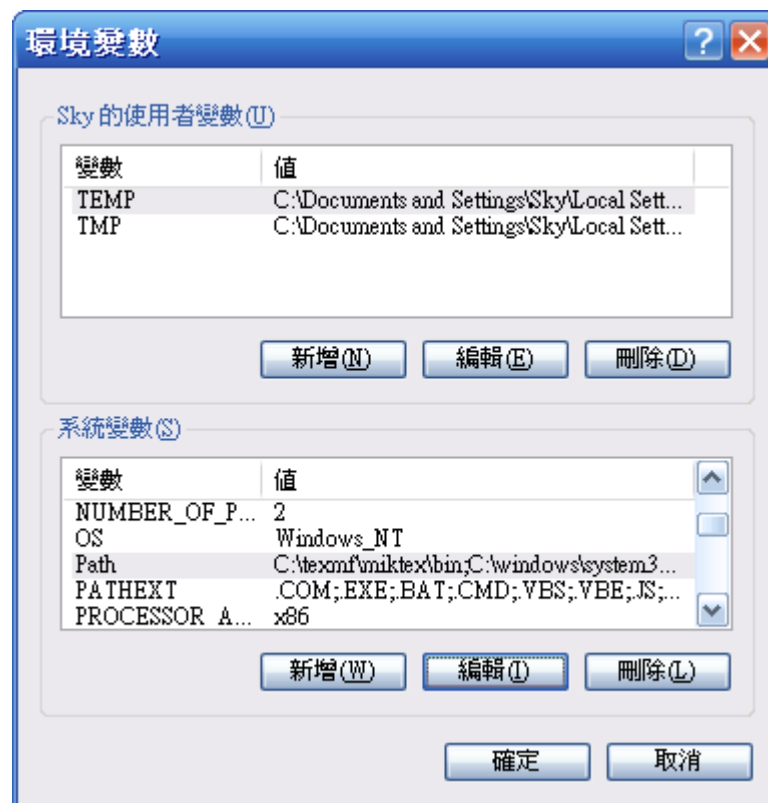 環境變數
Sky 的使用者變數(U)
變數 值
TEMP C:\Documents and Settings\Sky\Local Sett...
TMP C:\Documents and Settings\Sky\Local Sett...
新增(N) 編輯(E) 刪除(D)
系統變數(S)
變數 值
NUMBER_OF_P... 2
OS Windows_NT
Path C:\texmf\miktex\bin;C:\windows\system3...
PATHEXT .COM;.EXE;.BAT;.CMD;.VBS;.VBE;.JS;...
PROCESSOR_A... x86
新增(W) 編輯(I) 刪除(L)
確定 取消